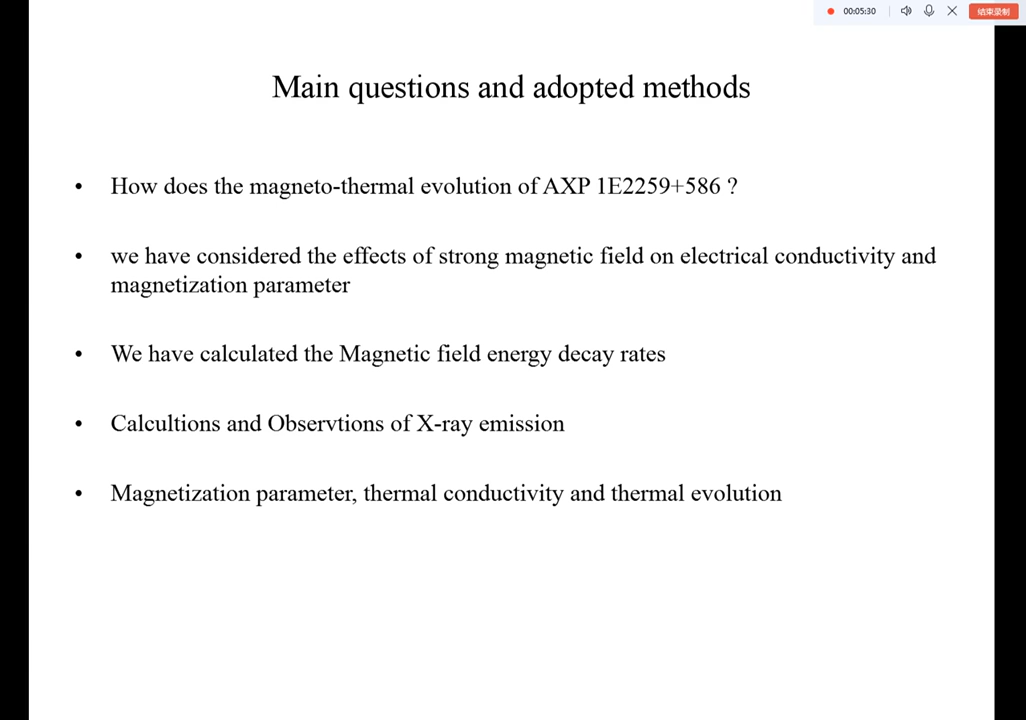 00:05:30 结束录制
Main questions and adopted methods
• How does the magneto-thermal evolution of AXP 1E2259+586 ?
• we have considered the effects of strong magnetic field on electrical conductivity and
magnetization parameter
• We have calculated the Magnetic field energy decay rates
• Calcultions and Observtions of X-ray emission
• Magnetization parameter, thermal conductivity and thermal evolution